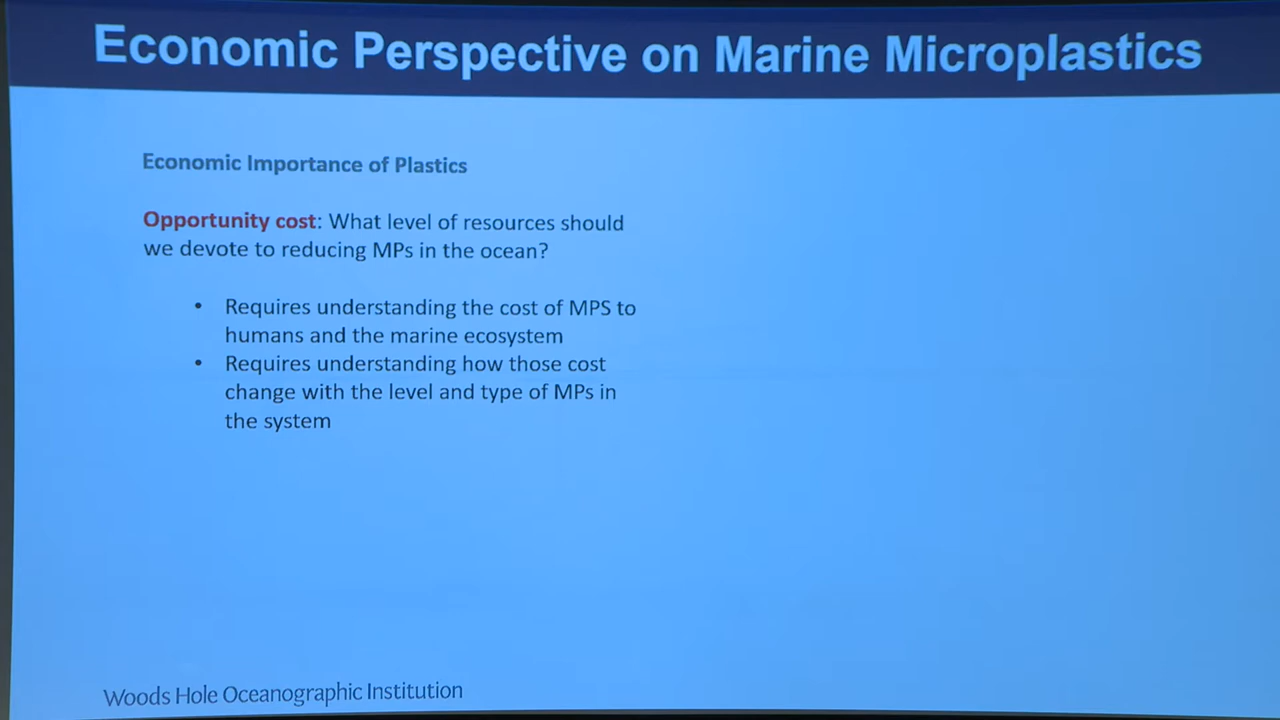 Economic Perspective on Marine Microplastics
Economic Importance of Plastics
Opportunity cost: What level of resources should
we devote to reducing MPs in the ocean?
• Requires understanding the cost of MPS to
humans and the marine ecosystem
• Requires understanding how those cost
change with the level and type of MPs in
the system
Woods Hole Oceanographic Institution